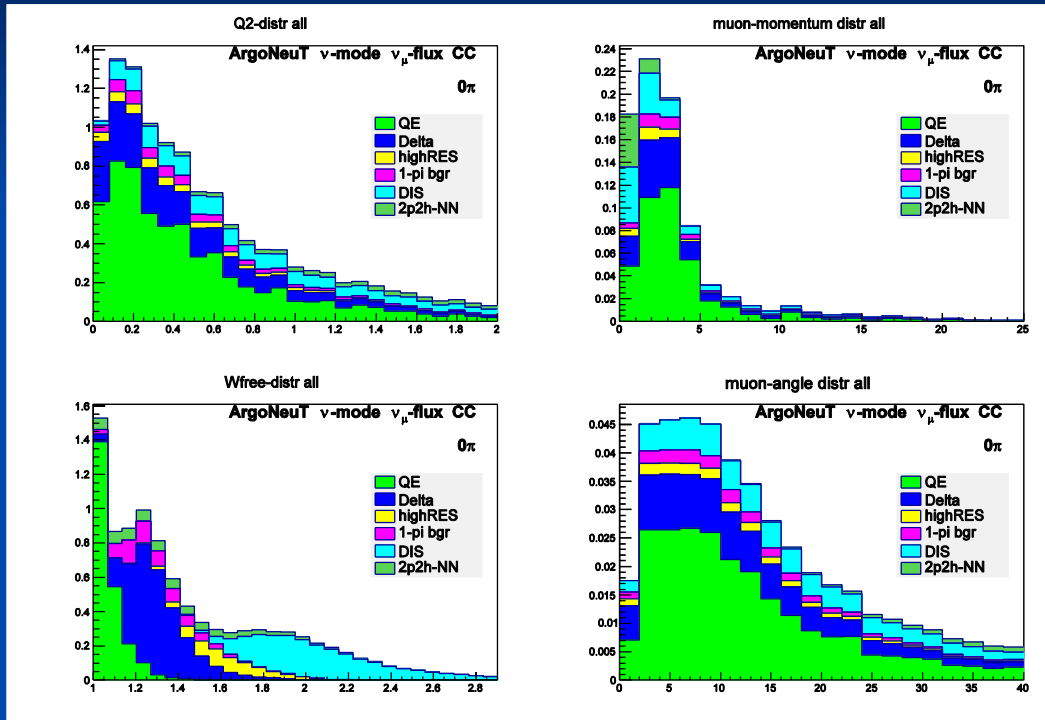 Q2-distr all
ArgoNeuT ν-mode νμ-flux CC
0π
QE
Delta
highRES
1-pi bgr
DIS
2p2h-NN
1.4
1.2
1
0.8
0.6
0.4
0.2
0
0 0.2 0.4 0.6 0.8 1 1.2 1.4 1.6 1.8 2
muon-momentum distr all
ArgoNeuT ν-mode νμ-flux CC
0π
QE
Delta
highRES
1-pi bgr
DIS
2p2h-NN
0.24
0.22
0.2
0.18
0.16
0.14
0.12
0.1
0.08
0.06
0.04
0.02
0
0 5 10 15 20 25
Wfree-distr all
ArgoNeuT ν-mode νμ-flux CC
0π
QE
Delta
highRES
1-pi bgr
DIS
2p2h-NN
1.6
1.4
1.2
1
0.8
0.6
0.4
0.2
0
1 1.2 1.4 1.6 1.8 2 2.2 2.4 2.6 2.8
muon-angle distr all
ArgoNeuT ν-mode νμ-flux CC
0π
QE
Delta
highRES
1-pi bgr
DIS
2p2h-NN
0.045
0.04
0.035
0.03
0.025
0.02
0.015
0.01
0.005
0
0 5 10 15 20 25 30 35 40